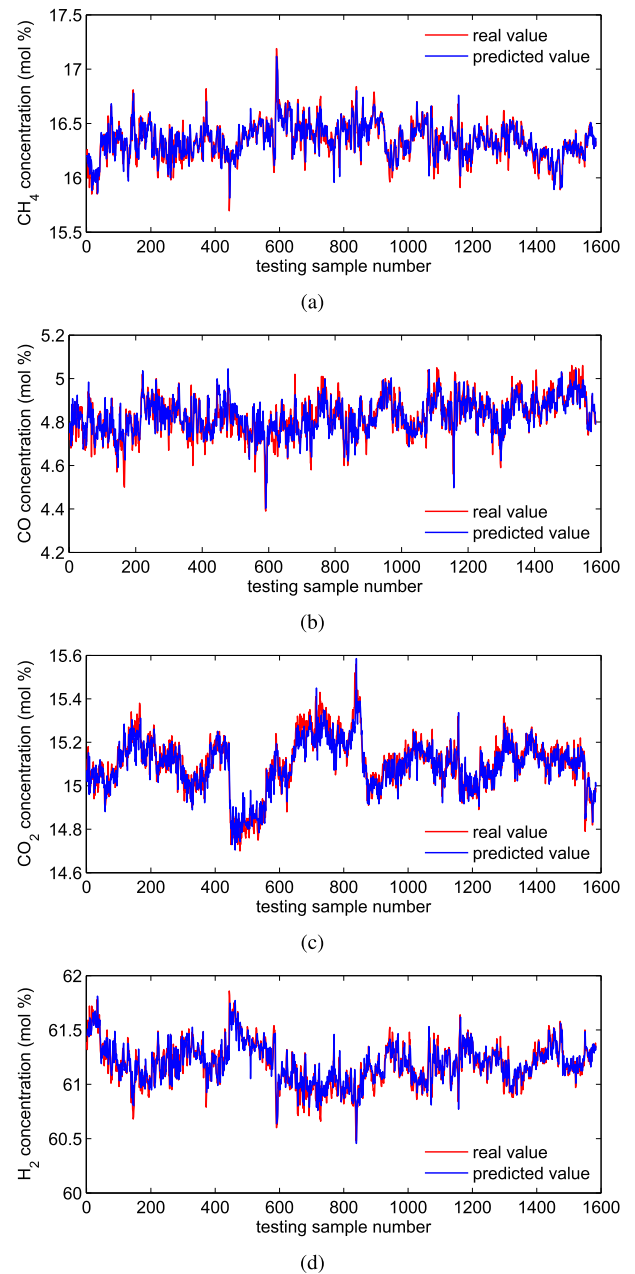 17.5
17
16.5
16
15.5
CH4 concentration (mol %)
real value
predicted value
0 200 400 600 800 1000 1200 1400 1600
testing sample number
(a)
5.2
5
4.8
4.6
4.4
4.2
CO concentration (mol %)
real value
predicted value
0 200 400 600 800 1000 1200 1400 1600
testing sample number
(b)
15.6
15.4
15.2
15
14.8
14.6
CO2 concentration (mol %)
real value
predicted value
0 200 400 600 800 1000 1200 1400 1600
testing sample number
(c)
62
61.5
61
60.5
60
H2 concentration (mol %)
real value
predicted value
0 200 400 600 800 1000 1200 1400 1600
testing sample number
(d)